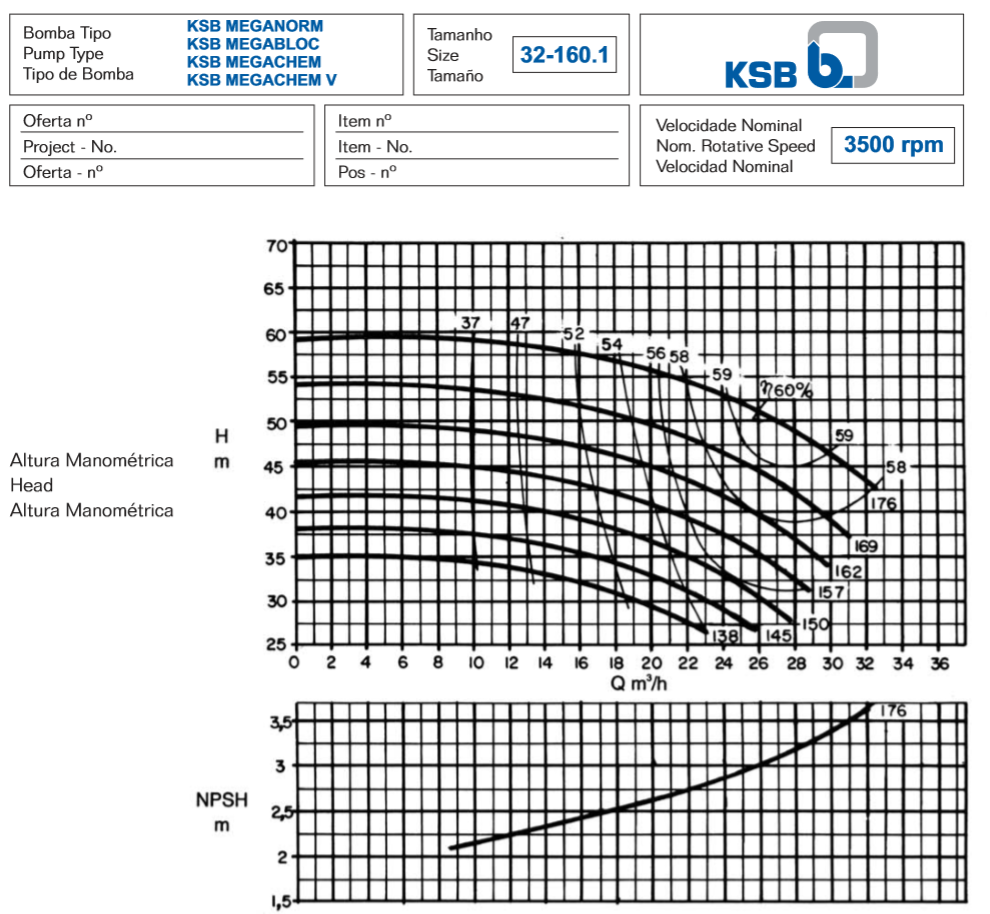 Bomba Tipo
Pump Type
Tipo de Bomba
KSB MEGANORM
KSB MEGABLOC
KSB MEGACHEM
KSB MEGACHEM V
Tamanho
Size
Tamaño
32-160.1
KSB
Oferta nº
Project - No.
Oferta - nº
Item nº
Item - No.
Pos - nº
Velocidade Nominal
Nom. Rotative Speed
Velocidad Nominal
3500 rpm
70
65
60
55
50
45
40
35
30
25
H
m
Altura Manométrica
Head
Altura Manométrica
37
47
52
54
56
58
59
η60%
59
58
176
169
162
157
150
145
138
0 2 4 6 8 10 12 14 16 18 20 22 24 26 28 30 32 34 36
Q m³/h
3,5
3
2,5
2
1,5
NPSH
m
176